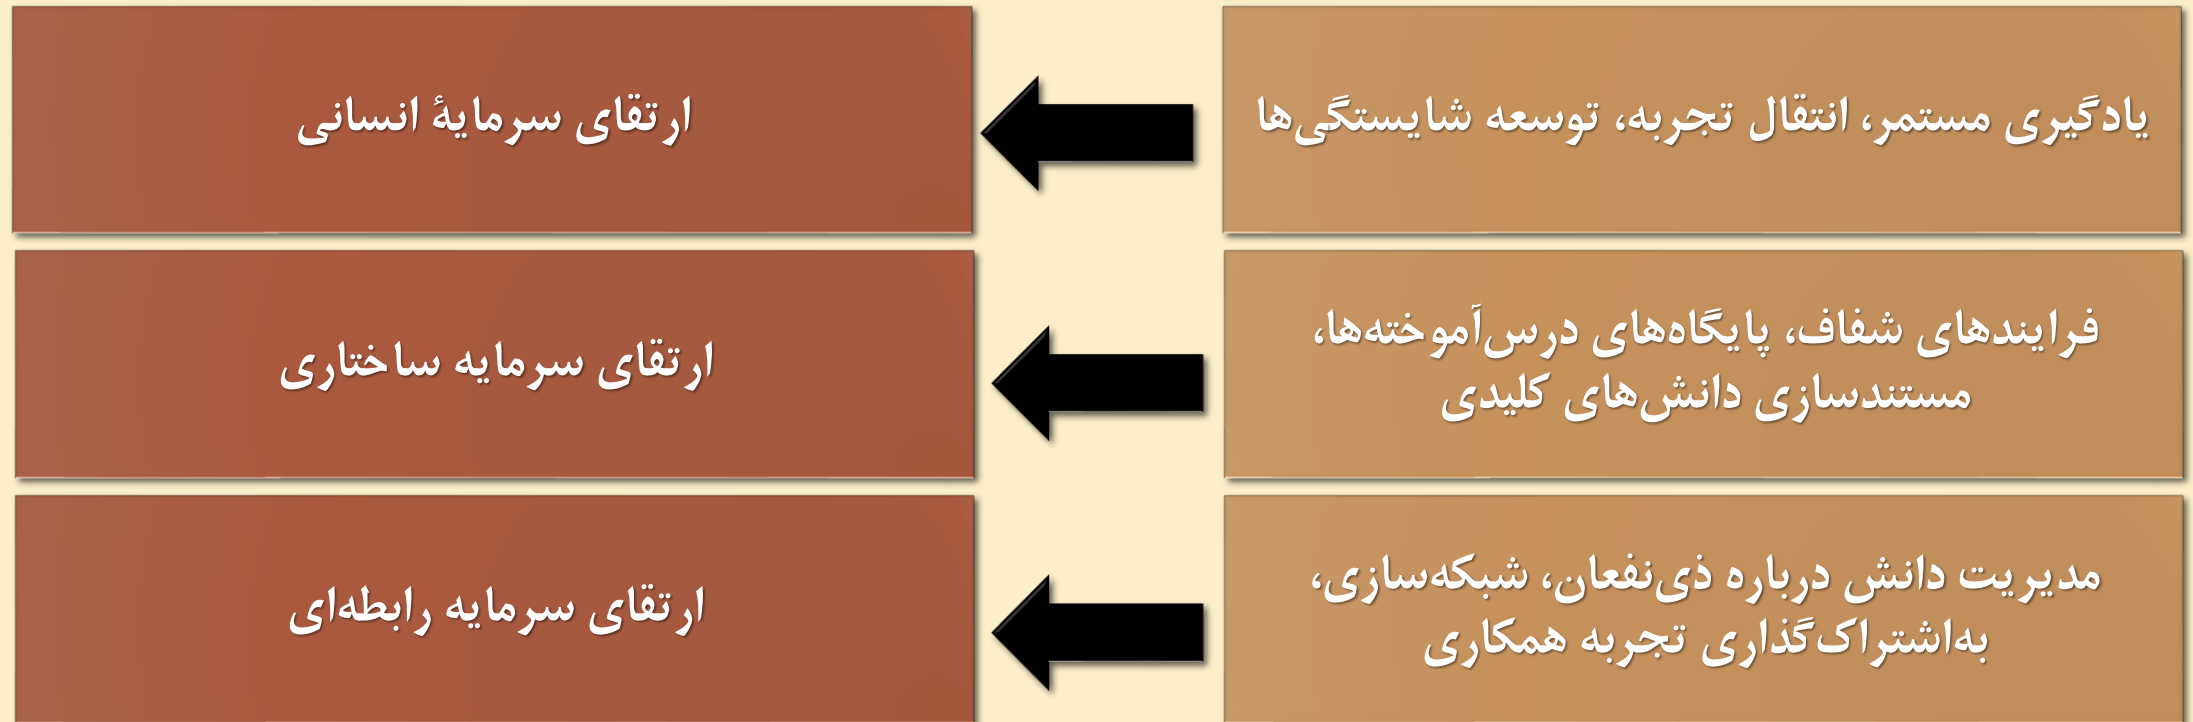 یادگیری مستمر، انتقال تجربه، توسعه شایستگی‌ها
ارتقای سرمایهٔ انسانی
فرایندهای شفاف، پایگاه‌های درس‌آموخته‌ها،
مستندسازی دانش‌های کلیدی
ارتقای سرمایه ساختاری
مدیریت دانش درباره ذی‌نفعان، شبکه‌سازی،
به‌اشتراک‌گذاری تجربه همکاری
ارتقای سرمایه رابطه‌ای